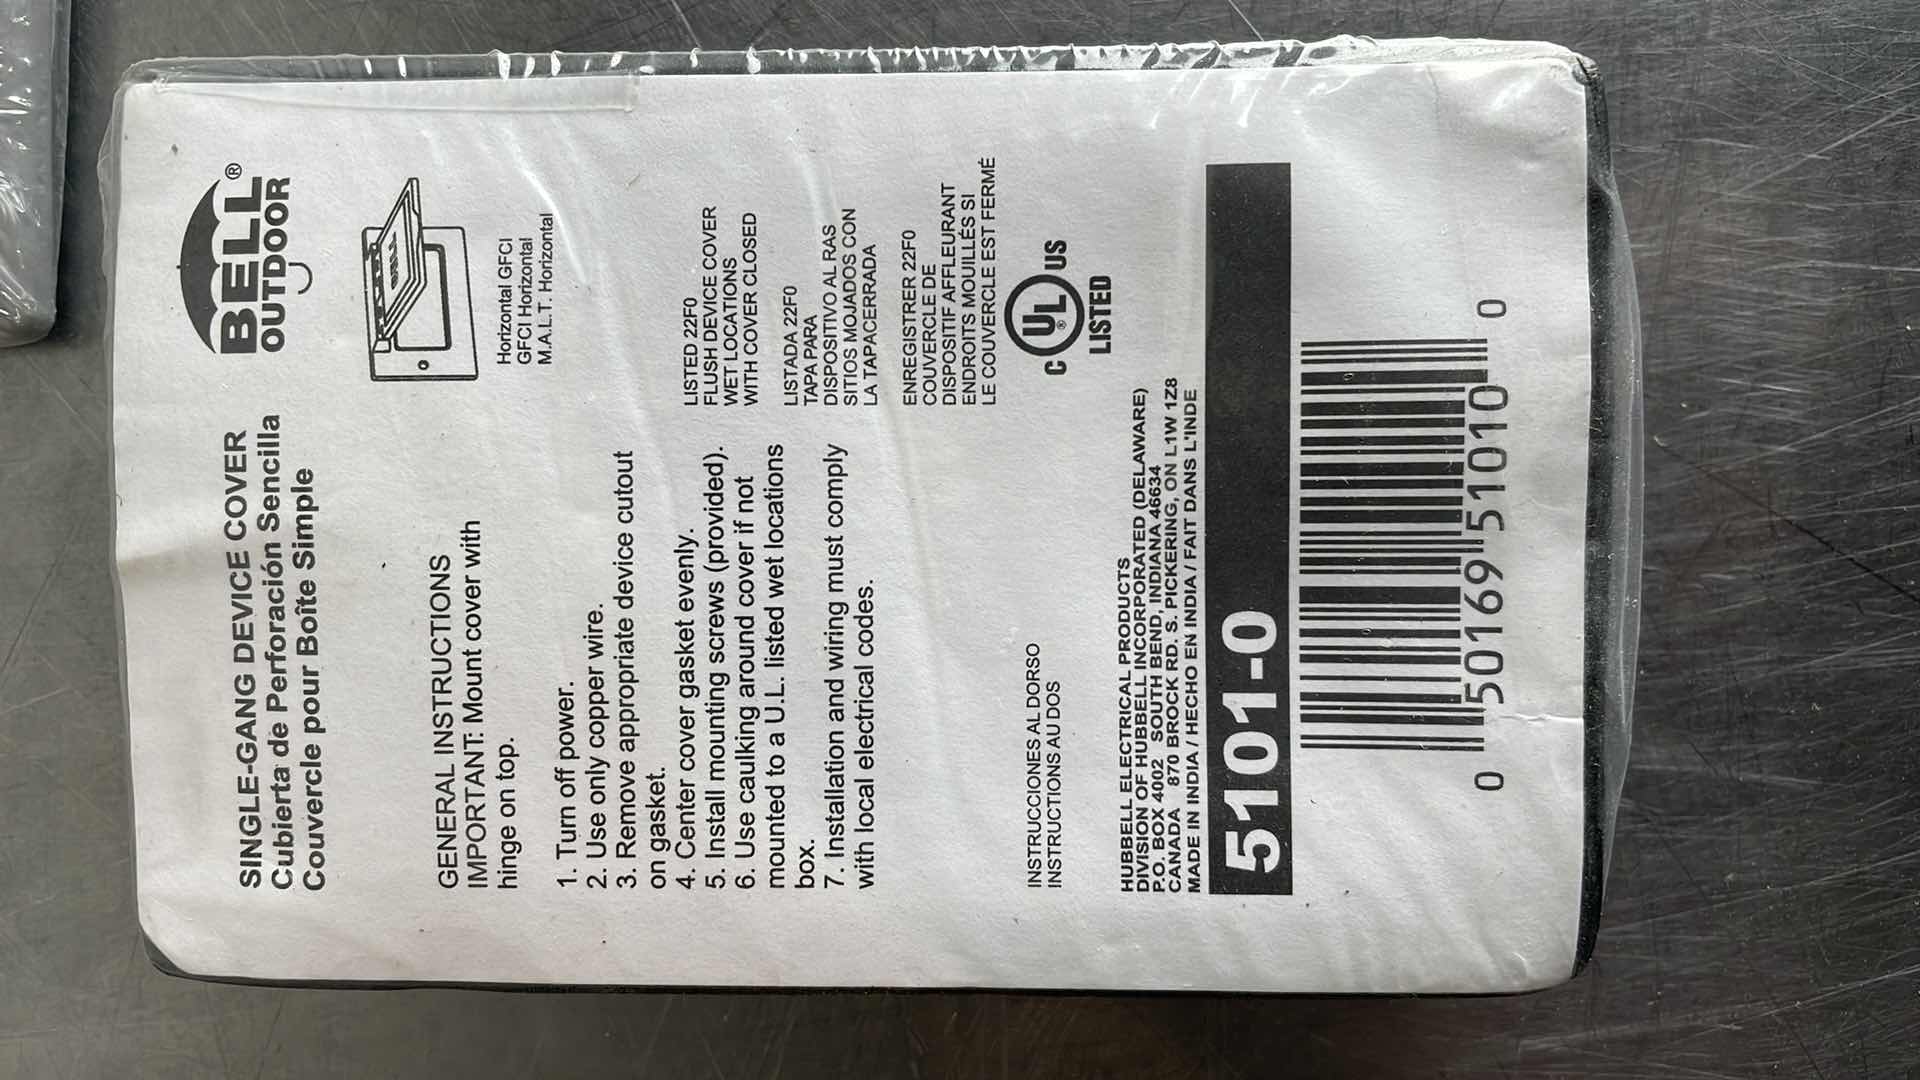 BELL®
OUTDOOR
SINGLE-GANG DEVICE COVER
Cubierta de Perforación Sencilla
Couvercle pour Boîte Simple
BELL
Horizontal GFCI
GFCI Horizontal
M.A.L.T. Horizontal
GENERAL INSTRUCTIONS
IMPORTANT: Mount cover with
hinge on top.
1. Turn off power.
2. Use only copper wire.
3. Remove appropriate device cutout
on gasket.
4. Center cover gasket evenly.
5. Install mounting screws (provided).
6. Use caulking around cover if not
mounted to a U.L. listed wet locations
box.
7. Installation and wiring must comply
with local electrical codes.
LISTED 22F0
FLUSH DEVICE COVER
WET LOCATIONS
WITH COVER CLOSED
LISTADA 22F0
TAPA PARA
DISPOSITIVO AL RAS
SITIOS MOJADOS CON
LA TAPACERRADA
ENREGISTRER 22F0
COUVERCLE DE
DISPOSITIF AFFLEURANT
ENDROITS MOUILLÉS SI
LE COUVERCLE EST FERMÉ
C UL® US
LISTED
INSTRUCCIONES AL DORSO
INSTRUCTIONS AU DOS
HUBBELL ELECTRICAL PRODUCTS
DIVISION OF HUBBELL INCORPORATED (DELAWARE)
P.O. BOX 4002 SOUTH BEND, INDIANA 46634
CANADA 870 BROCK RD. S. PICKERING, ON L1W 1Z8
MADE IN INDIA / HECHO EN INDIA / FAIT DANS L'INDE
5101-0
0 50169 51010 0